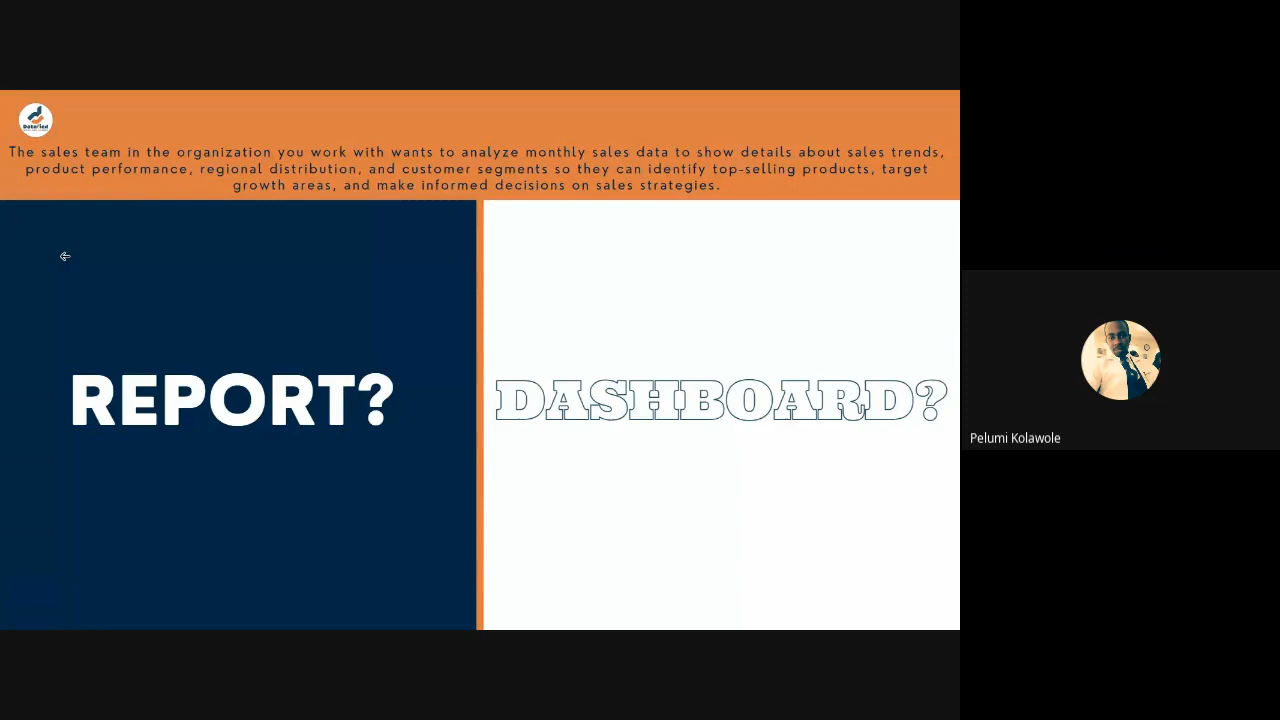 The sales team in the organization you work with wants to analyze monthly sales data to show details about sales trends,
product performance, regional distribution, and customer segments so they can identify top-selling products, target
growth areas, and make informed decisions on sales strategies.
REPORT?
DASHBOARD?
Pelumi Kolawole